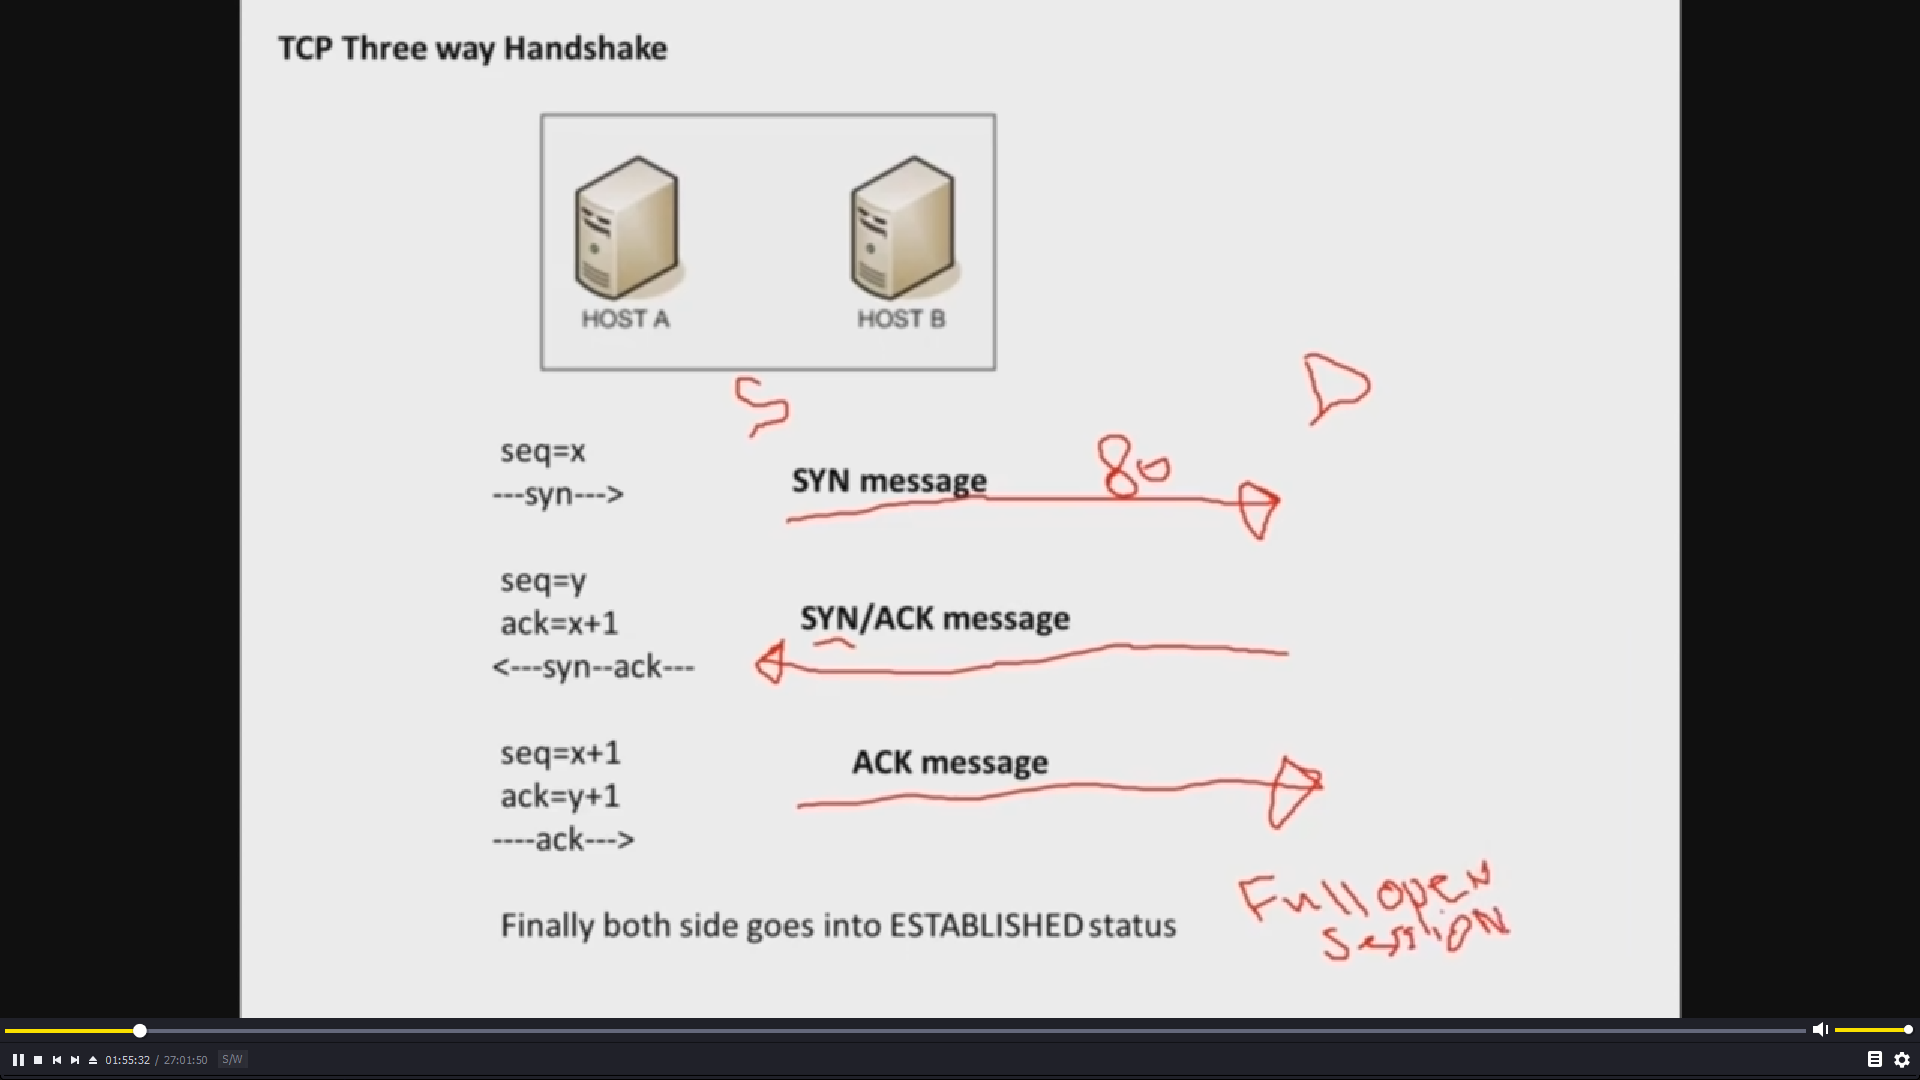 TCP Three way Handshake
HOST A
HOST B
S
D
seq=x
---syn--->
SYN message
80
seq=y
ack=x+1
<---syn--ack---
SYN/ACK message
seq=x+1
ack=y+1
----ack--->
ACK message
Finally both side goes into ESTABLISHED status
Full open
session
01:55:32 / 27:01:50 S/W